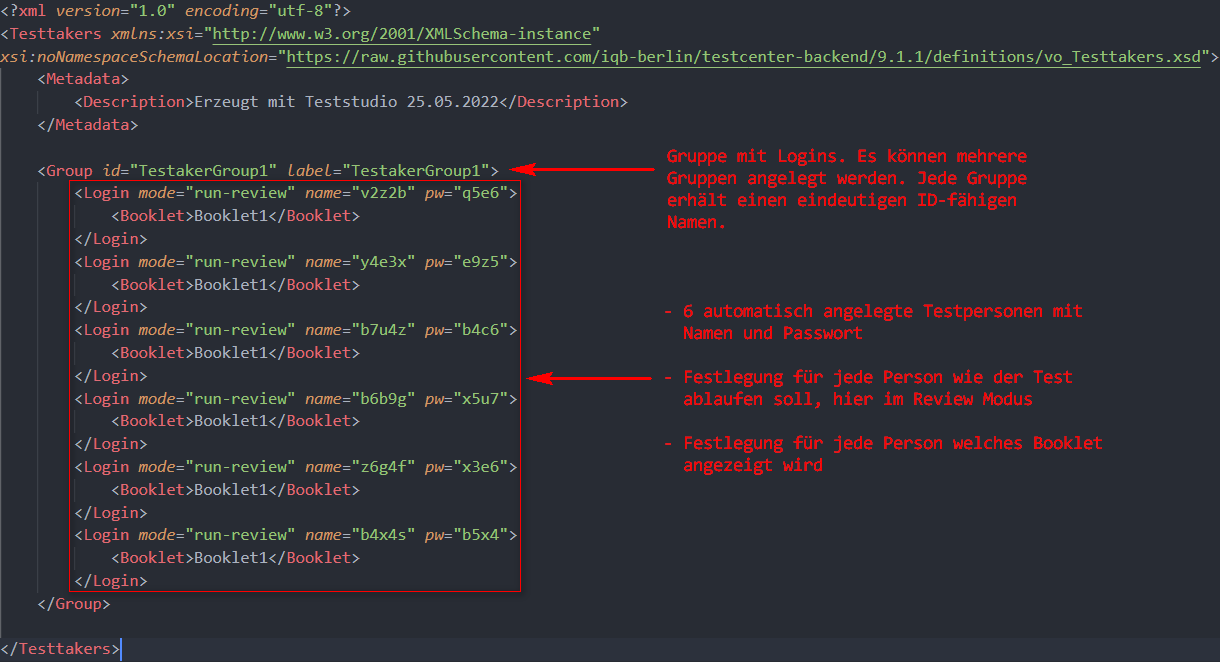 <?xml version="1.0" encoding="utf-8"?>
<Testtakers xmlns:xsi="http://www.w3.org/2001/XMLSchema-instance"
xsi:noNamespaceSchemaLocation="https://raw.githubusercontent.com/iqb-berlin/testcenter-backend/9.1.1/definitions/vo_Testtakers.xsd">
<Metadata>
<Description>Erzeugt mit Teststudio 25.05.2022</Description>
</Metadata>
<Group id="TestakerGroup1" label="TestakerGroup1">
<Login mode="run-review" name="v2z2b" pw="q5e6">
<Booklet>Booklet1</Booklet>
</Login>
<Login mode="run-review" name="y4e3x" pw="e9z5">
<Booklet>Booklet1</Booklet>
</Login>
<Login mode="run-review" name="b7u4z" pw="b4c6">
<Booklet>Booklet1</Booklet>
</Login>
<Login mode="run-review" name="b6b9g" pw="x5u7">
<Booklet>Booklet1</Booklet>
</Login>
<Login mode="run-review" name="z6g4f" pw="x3e6">
<Booklet>Booklet1</Booklet>
</Login>
<Login mode="run-review" name="b4x4s" pw="b5x4">
<Booklet>Booklet1</Booklet>
</Login>
</Group>
</Testtakers>
Gruppe mit Logins. Es können mehrere
Gruppen angelegt werden. Jede Gruppe
erhält einen eindeutigen ID-fähigen
Namen.
- 6 automatisch angelegte Testpersonen mit
Namen und Passwort
- Festlegung für jede Person wie der Test
ablaufen soll, hier im Review Modus
- Festlegung für jede Person welches Booklet
angezeigt wird